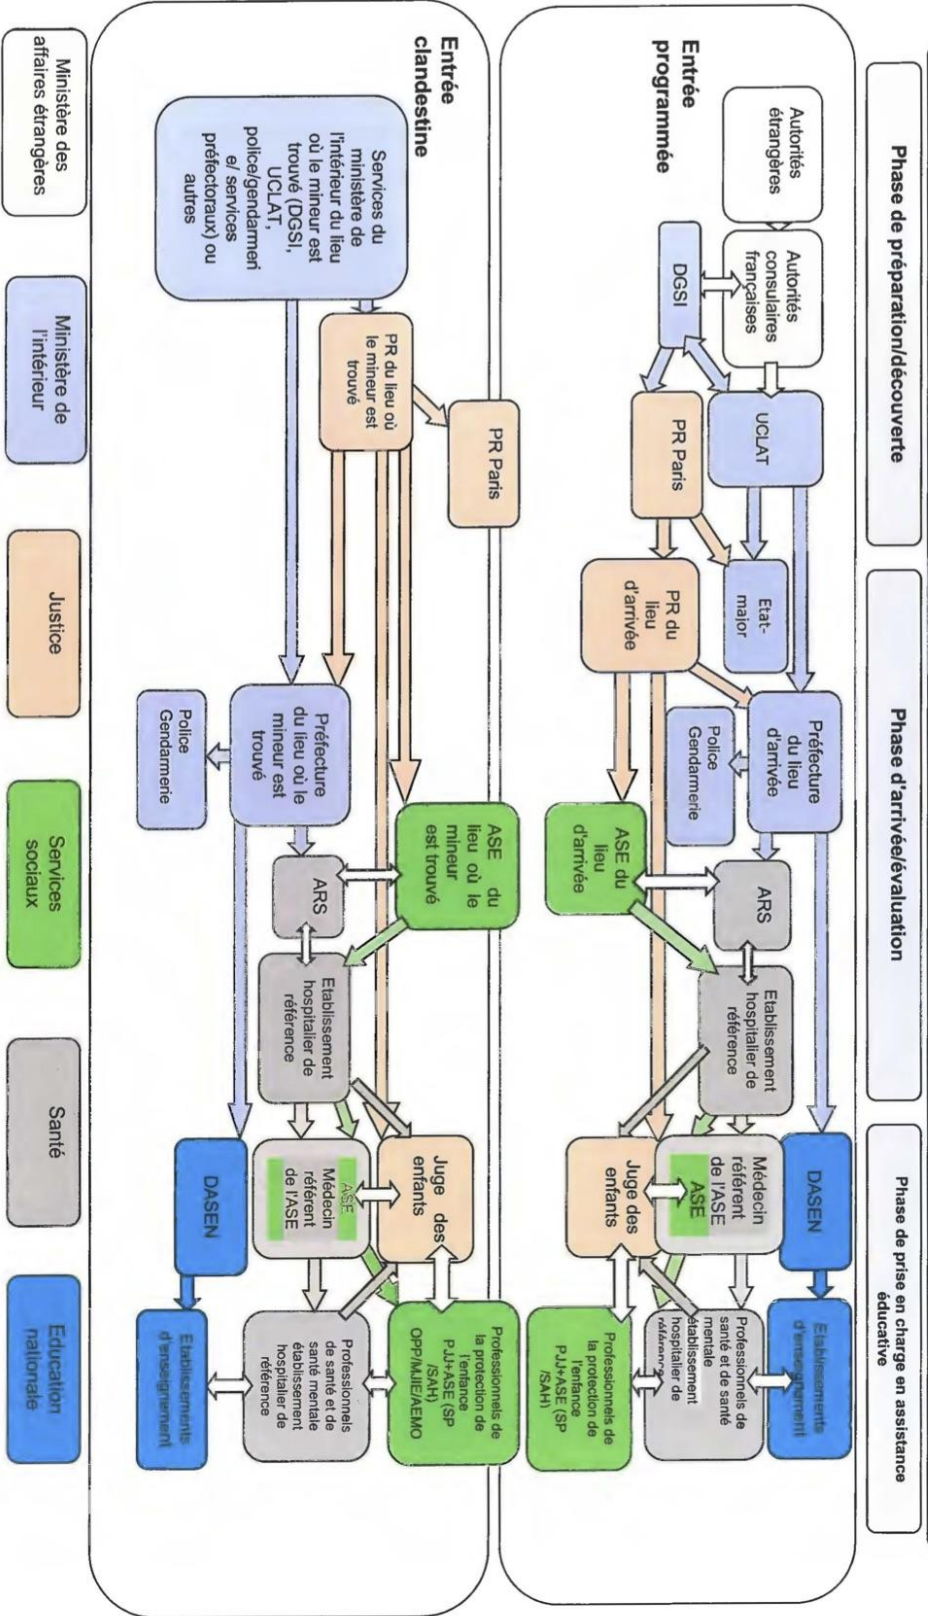 Phase de préparation/découverte
Phase d'arrivée/évaluation
Phase de prise en charge en assistance
éducative
Entrée
programmée
Autorités
étrangères
Autorités
consulaires
françaises
DGSI
UCLAT
PR Paris
Etat-
major
PR du
lieu
d'arrivée
Préfecture
du lieu
d'arrivée
Police
Gendarmerie
ASE du
lieu
d'arrivée
ARS
Etablissement
hospitalier de
référence
DASEN
Médecin
référent
de l'ASE
ASE
Juge des
enfants
Etablissements
d'enseignement
Professionnels de
santé et de santé
mentale
établissement
hospitalier de
référence
Professionnels de
la protection de
l'enfance
PJJ+ASE (SP
/SAH)
Entrée
clandestine
Services du
ministère de
l'intérieur du lieu
où le mineur est
trouvé (DGSI,
UCLAT,
police/gendarmeri
e/ services
préfectoraux) ou
autres
PR du lieu où
le mineur est
trouvé
PR Paris
Préfecture
du lieu où le
mineur est
trouvé
Police
Gendarmerie
ASE du
lieu où le
mineur
est trouvé
ARS
Etablissement
hospitalier de
référence
Juge des
enfants
ASE
Médecin
référent
de l'ASE
DASEN
Professionnels de
la protection de
l'enfance
PJJ+ASE (SP
/SAH)
OPP/MJIE/AEMO
Professionnels
de santé et de
santé mentale
établissement
hospitalier de
référence
Etablissements
d'enseignement
Ministère des
affaires étrangères
Ministère de
l'intérieur
Justice
Services
sociaux
Santé
Education
nationale